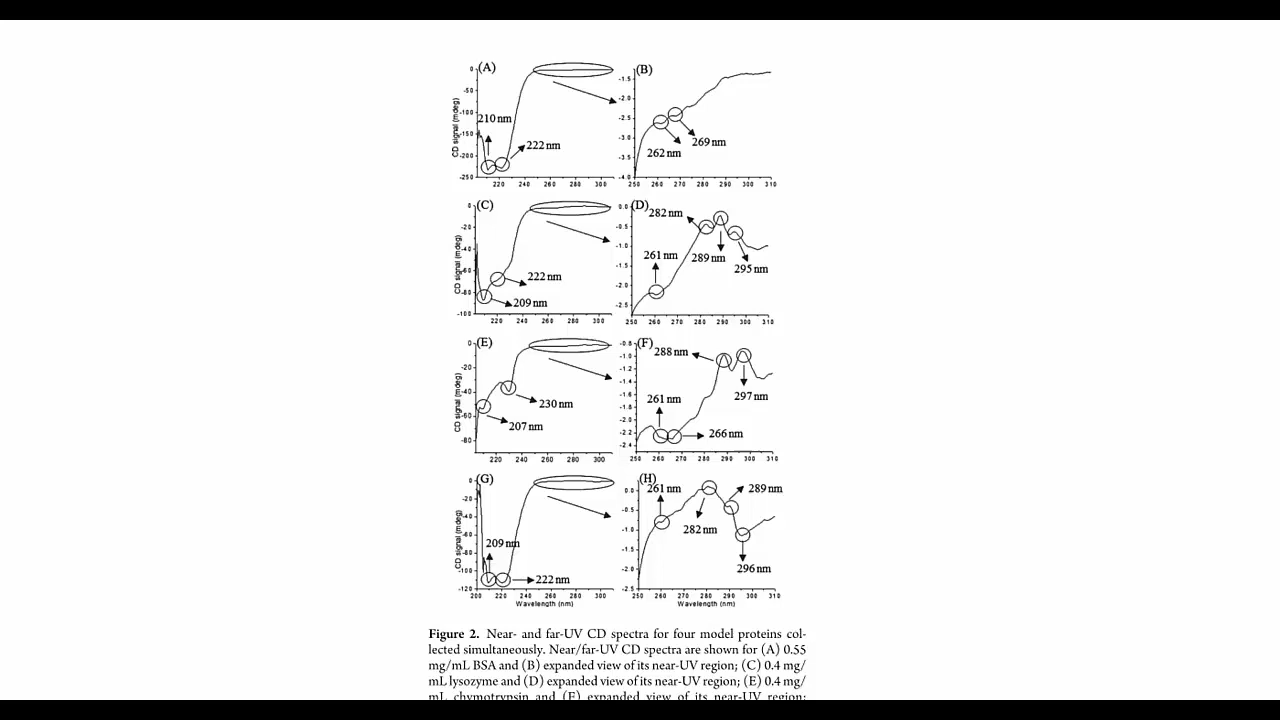 (A)
(B)
CD signal (mdeg)
0
-50
-100
-150
-200
-250
210 nm
222 nm
220 240 260 280 300
-1.5
-2.0
-2.5
-3.0
-3.5
-4.0
262 nm
269 nm
250 260 270 280 290 300 310
(C)
(D)
CD signal (mdeg)
0
-20
-40
-60
-80
-100
222 nm
209 nm
220 240 260 280 300
0.0
-0.5
-1.0
-1.5
-2.0
-2.5
282 nm
261 nm
289 nm
295 nm
250 260 270 280 290 300 310
(E)
(F)
CD signal (mdeg)
0
-20
-40
-60
-80
230 nm
207 nm
220 240 260 280 300
-0.8
-1.0
-1.2
-1.4
-1.6
-1.8
-2.0
-2.2
-2.4
288 nm
261 nm
297 nm
266 nm
250 260 270 280 290 300 310
(G)
(H)
CD signal (mdeg)
0
-20
-40
-60
-80
-100
-120
209 nm
222 nm
200 220 240 260 280 300
Wavelength (nm)
0.0
-0.5
-1.0
-1.5
-2.0
-2.5
261 nm
289 nm
282 nm
296 nm
250 260 270 280 290 300 310
Wavelength (nm)
Figure 2. Near- and far-UV CD spectra for four model proteins col-
lected simultaneously. Near/far-UV CD spectra are shown for (A) 0.55
mg/mL BSA and (B) expanded view of its near-UV region; (C) 0.4 mg/
mL lysozyme and (D) expanded view of its near-UV region; (E) 0.4 mg/
mL chymotrypsin and (F) expanded view of its near-UV region;